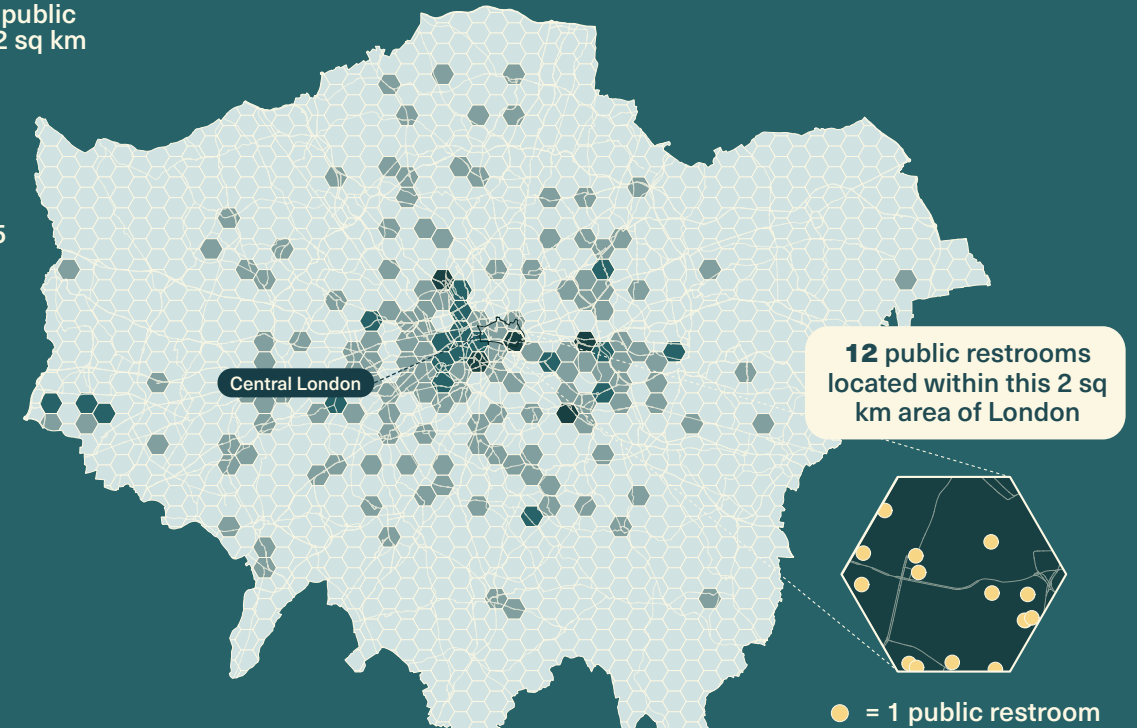 public
2 sq km
5
Central London
12 public restrooms
located within this 2 sq
km area of London
= 1 public restroom